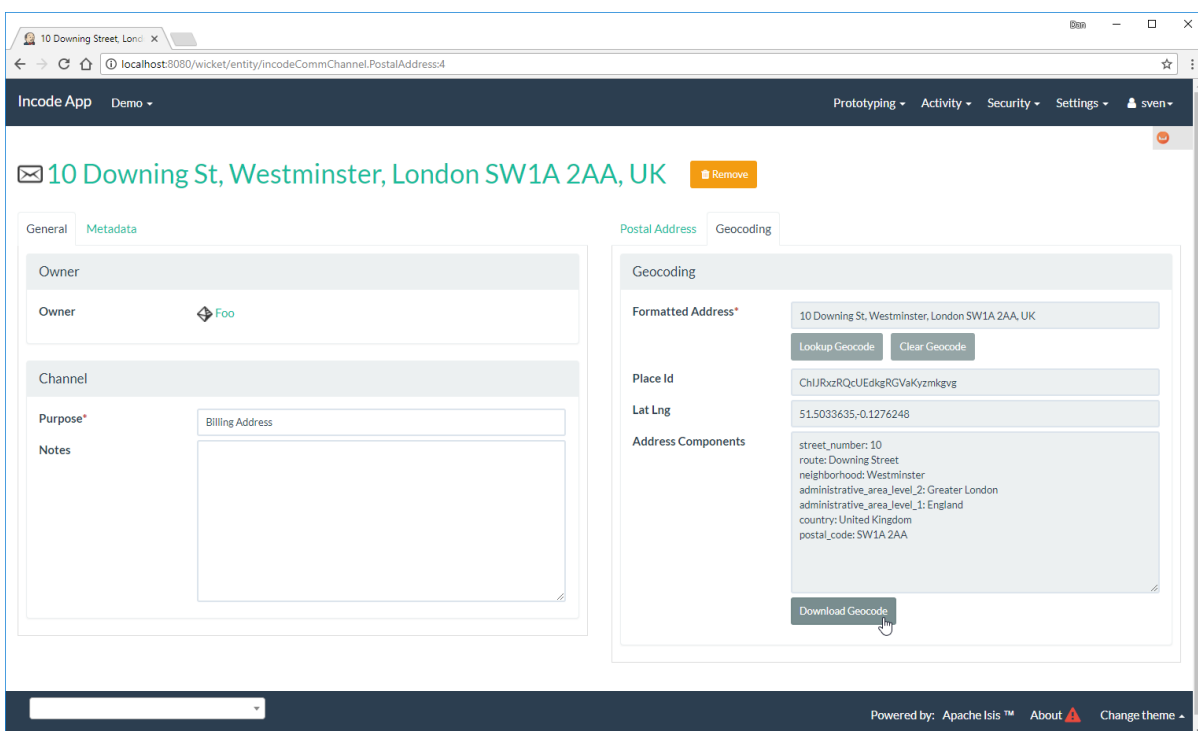 Dan
10 Downing Street, Lond
localhost:8080/wicket/entity/incodeCommChannel.PostalAddress:4
Incode App Demo Prototyping Activity Security Settings sven
10 Downing St, Westminster, London SW1A 2AA, UK Remove
General Metadata
Owner
Owner Foo
Channel
Purpose* Billing Address
Notes
Postal Address Geocoding
Geocoding
Formatted Address* 10 Downing St, Westminster, London SW1A 2AA, UK
Lookup Geocode Clear Geocode
Place Id ChIJRxzRQcUEdkgRGVaKyzmkgvg
Lat Lng 51.5033635,-0.1276248
Address Components
street_number: 10
route: Downing Street
neighborhood: Westminster
administrative_area_level_2: Greater London
administrative_area_level_1: England
country: United Kingdom
postal_code: SW1A 2AA
Download Geocode
Powered by: Apache Isis ™ About Change theme